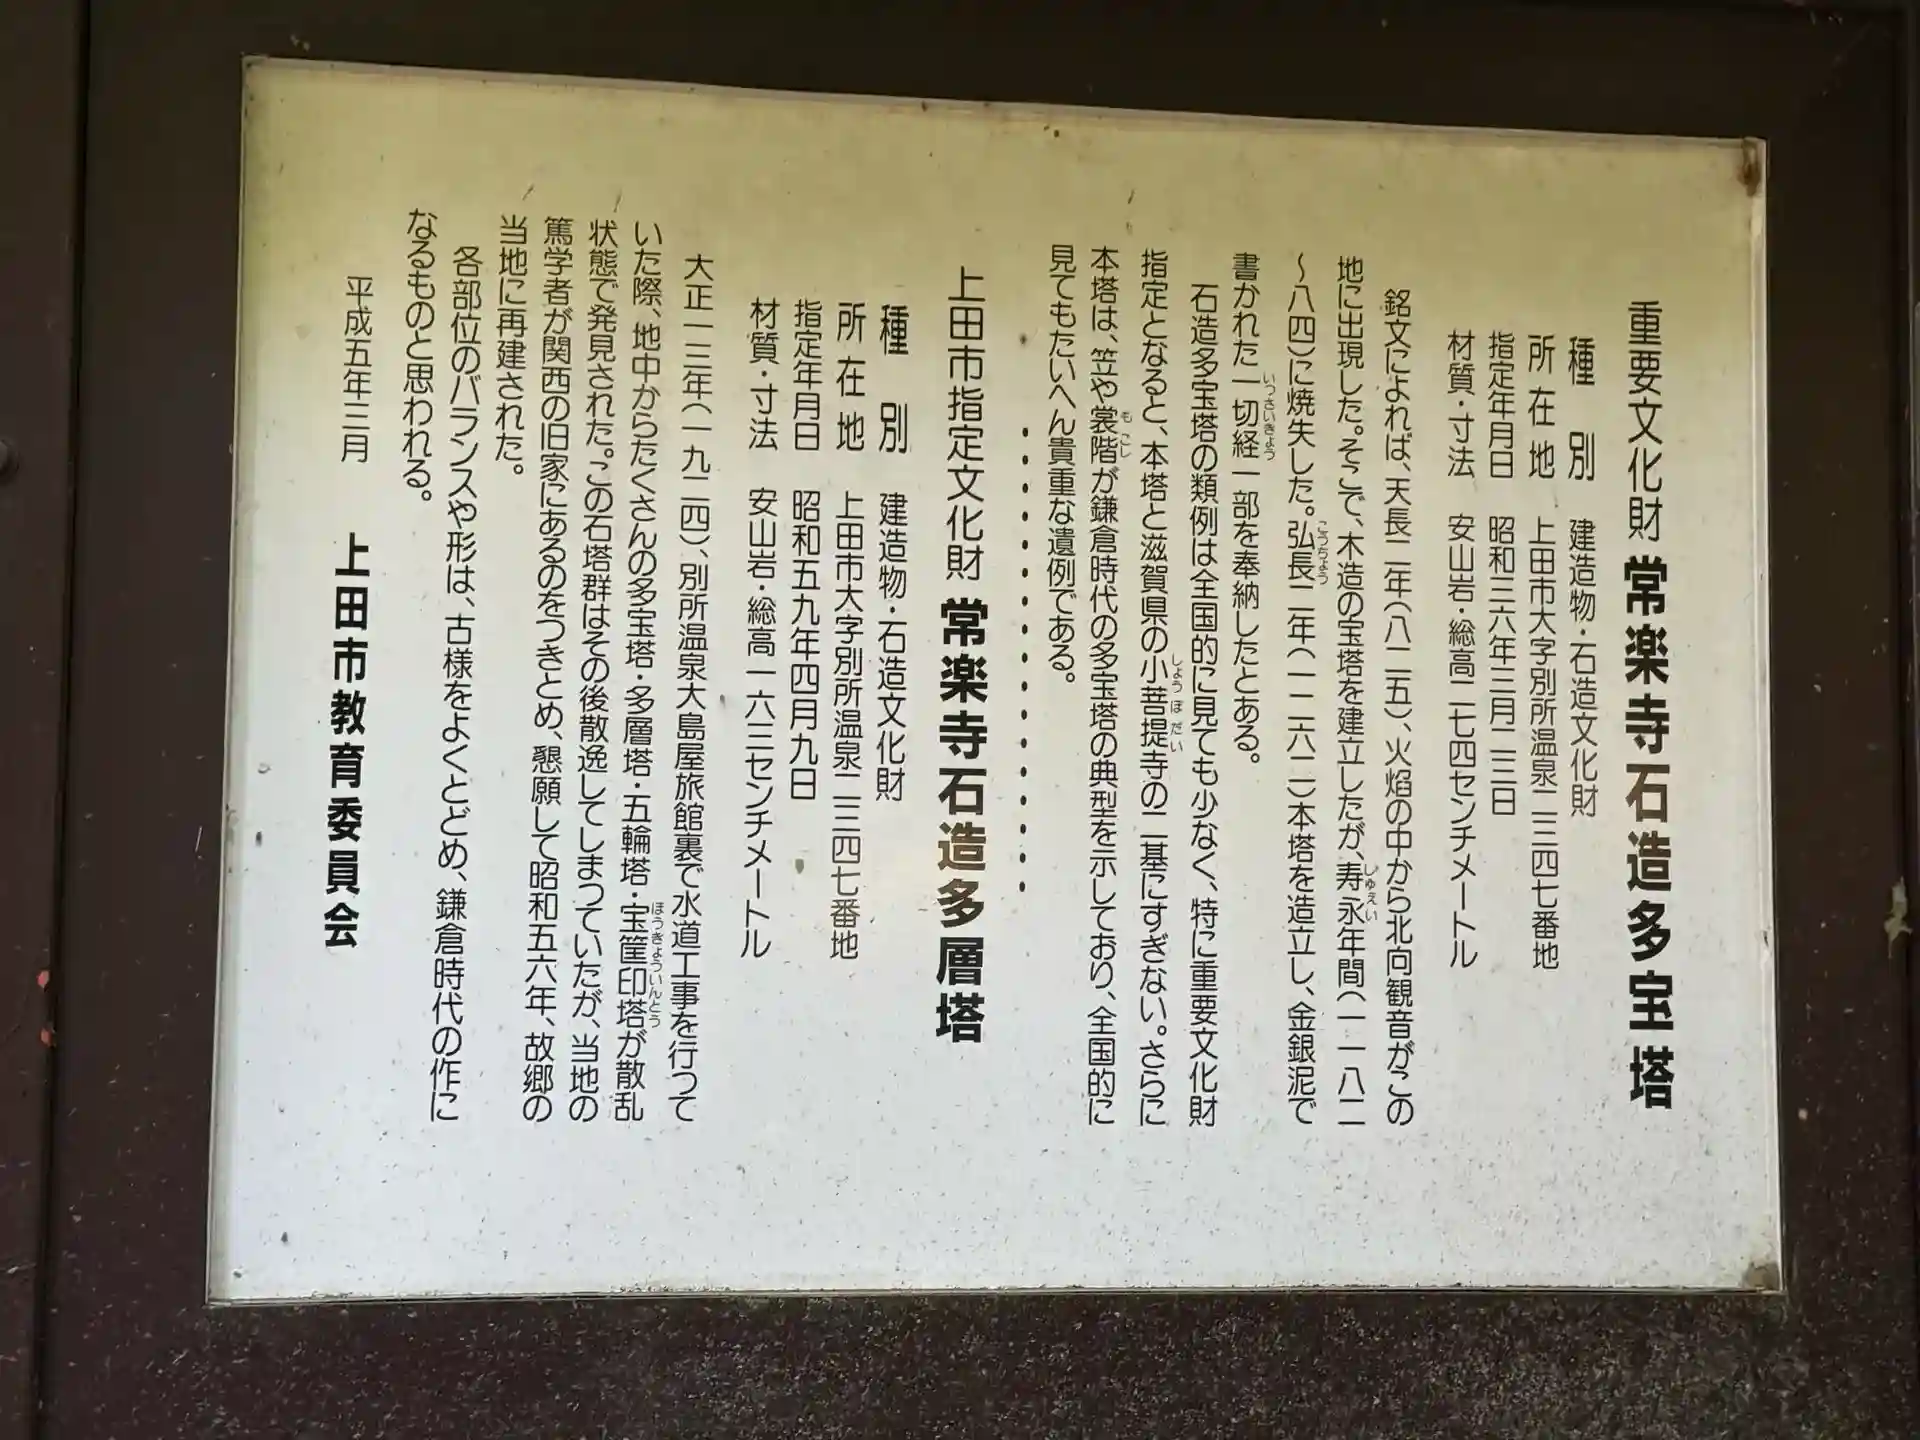 重要文化財 常楽寺石造多宝塔
種別 建造物・石造文化財
所在地 上田市大字別所温泉二三四七番地
指定年月日 昭和三六年三月二三日
材質・寸法 安山岩・総高二七四センチメートル
銘文によれば、天長二年(八二五)、火焰の中から北向観音がこの
地に出現した。そこで、木造の宝塔を建立したが、寿永年間(一一八二
～八四)に焼失した。弘長二年(一二六二)本塔を造立し、金銀泥で
書かれた一切経一部を奉納したとある。
石造多宝塔の類例は全国的に見ても少なく、特に重要文化財
指定となると、本塔と滋賀県の小菩提寺の二基にすぎない。さらに
本塔は、笠や裳階が鎌倉時代の多宝塔の典型を示しており、全国的に
見てもたいへん貴重な遺例である。
上田市指定文化財 常楽寺石造多層塔
種別 建造物・石造文化財
所在地 上田市大字別所温泉二三四七番地
指定年月日 昭和五九年四月九日
材質・寸法 安山岩・総高一六三センチメートル
大正一三年(一九二四)、別所温泉大島屋旅館裏で水道工事を行って
いた際、地中からたくさんの多宝塔・多層塔・五輪塔・宝筐印塔が散乱
状態で発見された。この石塔群はその後散逸してしまっていたが、当地の
篤学者が関西の旧家にあるのをつきとめ、懇願して昭和五六年、故郷の
当地に再建された。
各部位のバランスや形は、古様をよくとどめ、鎌倉時代の作に
なるものと思われる。
平成五年三月 上田市教育委員会